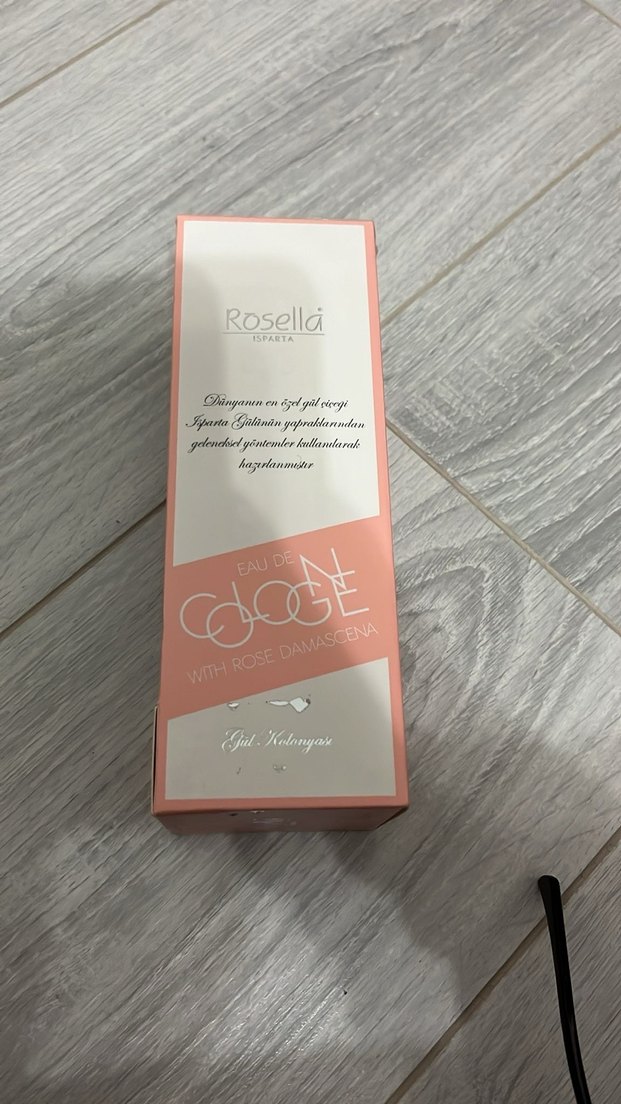 Rosella
ISPARTA
Dünyanın en özel gül çiçeği
Isparta Gülünün yapraklarından
geleneksel yöntemler kullanılarak
hazırlanmıştır
EAU DE
COLOGNE
WITH ROSE DAMASCENA
Gül Kolonyası